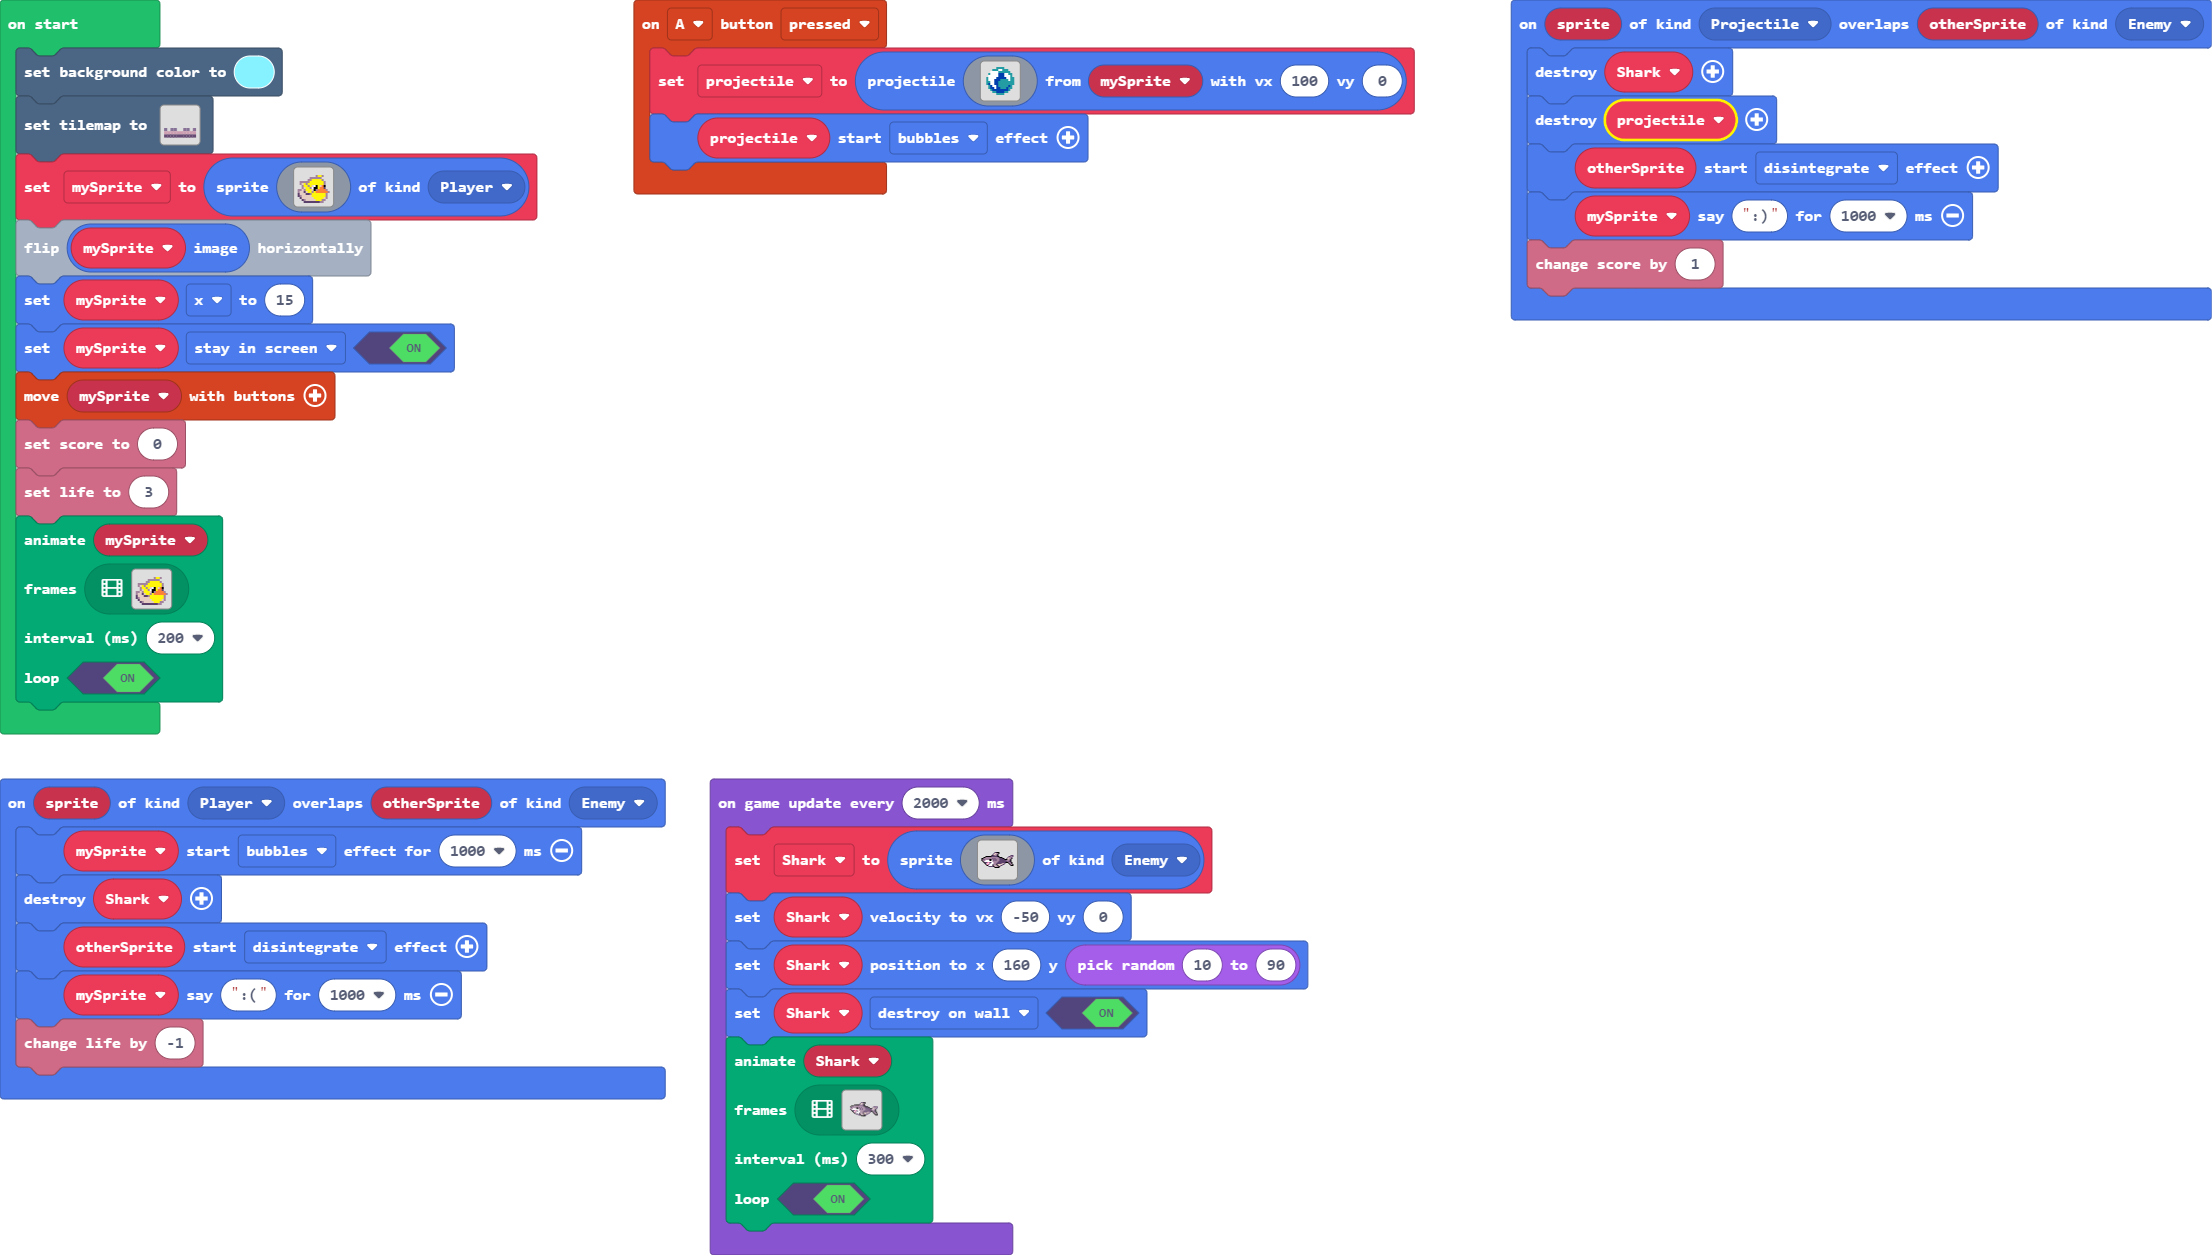 on start
set background color to
set tilemap to
set mySprite to sprite of kind Player
flip mySprite image horizontally
set mySprite x to 15
set mySprite stay in screen ON
move mySprite with buttons
set score to 0
set life to 3
animate mySprite
frames
interval (ms) 200
loop ON
on A button pressed
set projectile to projectile from mySprite with vx 100 vy 0
projectile start bubbles effect
on sprite of kind Projectile overlaps otherSprite of kind Enemy
destroy Shark
destroy projectile
otherSprite start disintegrate effect
mySprite say ":)" for 1000 ms
change score by 1
on sprite of kind Player overlaps otherSprite of kind Enemy
mySprite start bubbles effect for 1000 ms
destroy Shark
otherSprite start disintegrate effect
mySprite say ":(" for 1000 ms
change life by -1
on game update every 2000 ms
set Shark to sprite of kind Enemy
set Shark velocity to vx -50 vy 0
set Shark position to x 160 y pick random 10 to 90
set Shark destroy on wall ON
animate Shark
frames
interval (ms) 300
loop ON